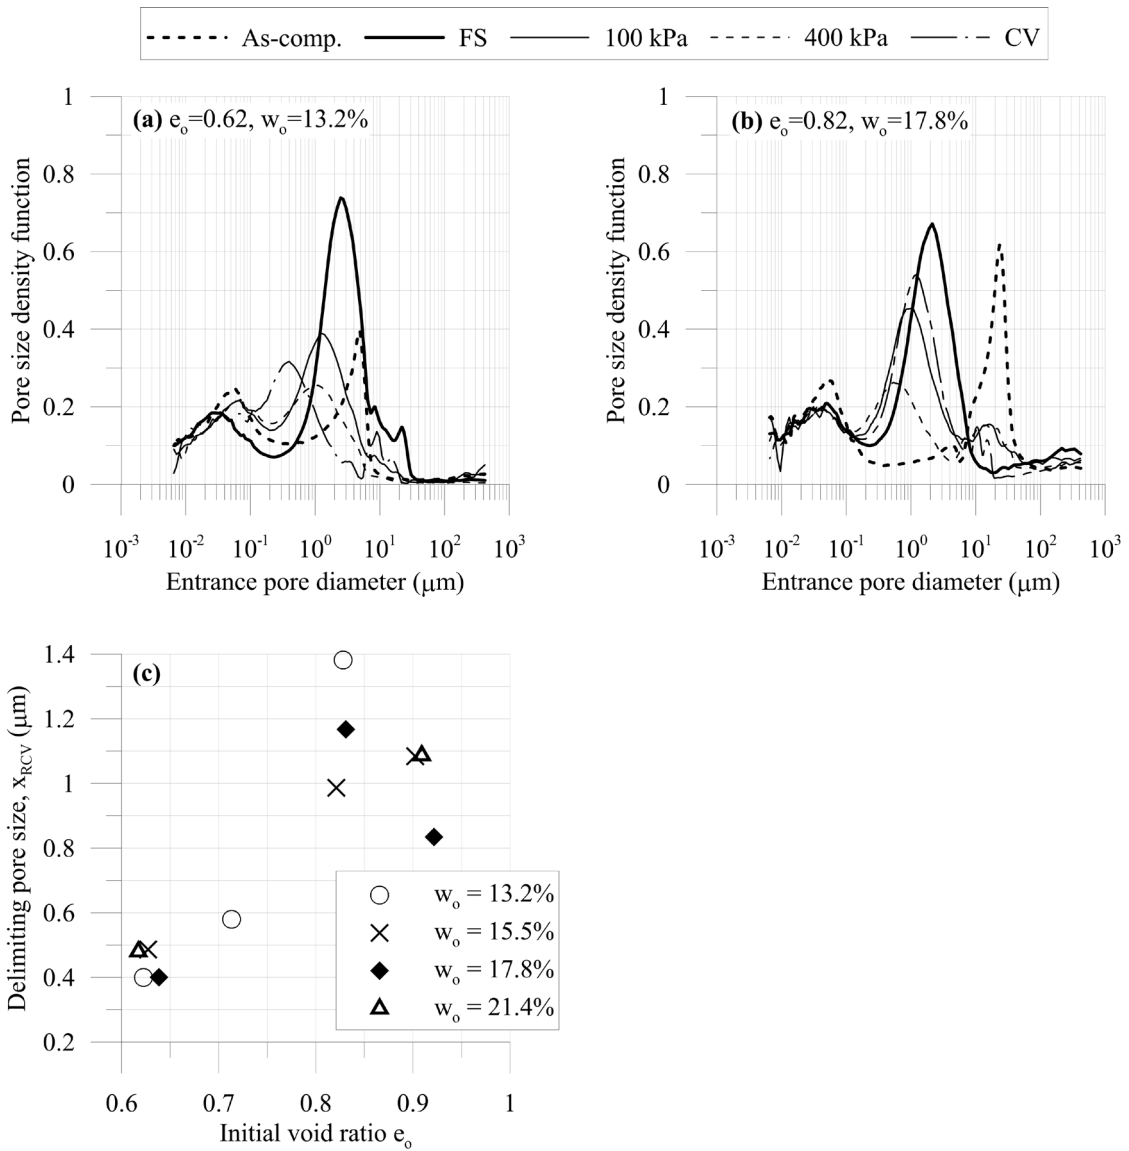 As-comp. FS 100 kPa 400 kPa CV
(a) eo=0.62, wo=13.2%
Pore size density function
1
0.8
0.6
0.4
0.2
0
10-3 10-2 10-1 100 101 102 103
Entrance pore diameter (μm)
(b) eo=0.82, wo=17.8%
Pore size density function
1
0.8
0.6
0.4
0.2
0
10-3 10-2 10-1 100 101 102 103
Entrance pore diameter (μm)
(c)
Delimiting pore size, xRCV (μm)
1.4
1.2
1
0.8
0.6
0.4
0.2
wo = 13.2%
wo = 15.5%
wo = 17.8%
wo = 21.4%
0.6 0.7 0.8 0.9 1
Initial void ratio eo